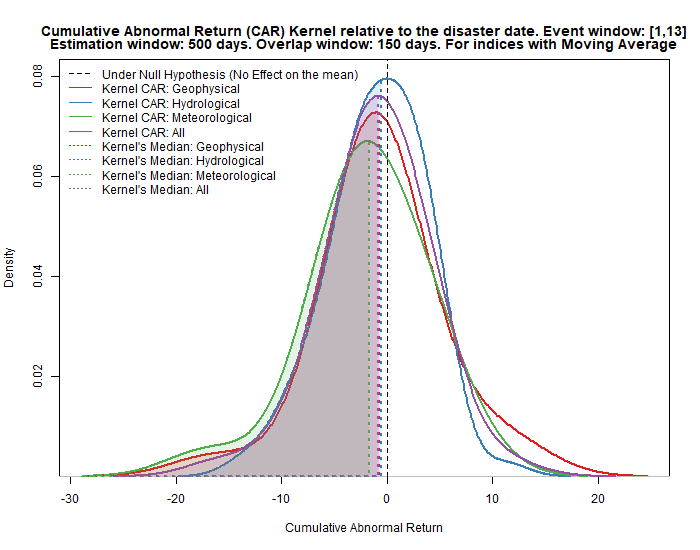 Cumulative Abnormal Return (CAR) Kernel relative to the disaster date. Event window: [1,13]
Estimation window: 500 days. Overlap window: 150 days. For indices with Moving Average
Under Null Hypothesis (No Effect on the mean)
Kernel CAR: Geophysical
Kernel CAR: Hydrological
Kernel CAR: Meteorological
Kernel CAR: All
Kernel's Median: Geophysical
Kernel's Median: Hydrological
Kernel's Median: Meteorological
Kernel's Median: All
Density
0.08
0.06
0.04
0.02
-30 -20 -10 0 10 20
Cumulative Abnormal Return